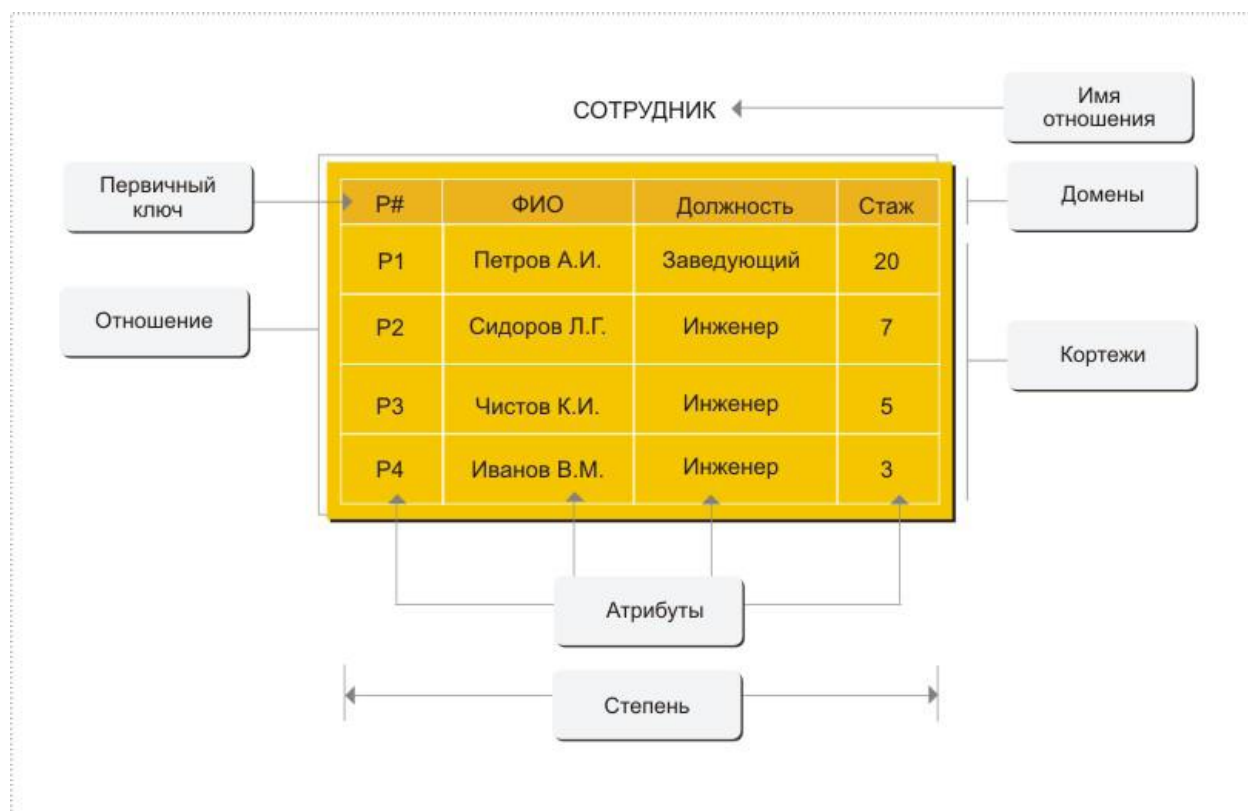 СОТРУДНИК
Имя
отношения
Первичный
ключ
Домены
Р# ФИО Должность Стаж
Р1 Петров А.И. Заведующий 20
Отношение
Р2 Сидоров Л.Г. Инженер 7
Кортежи
Р3 Чистов К.И. Инженер 5
Р4 Иванов В.М. Инженер 3
Атрибуты
Степень